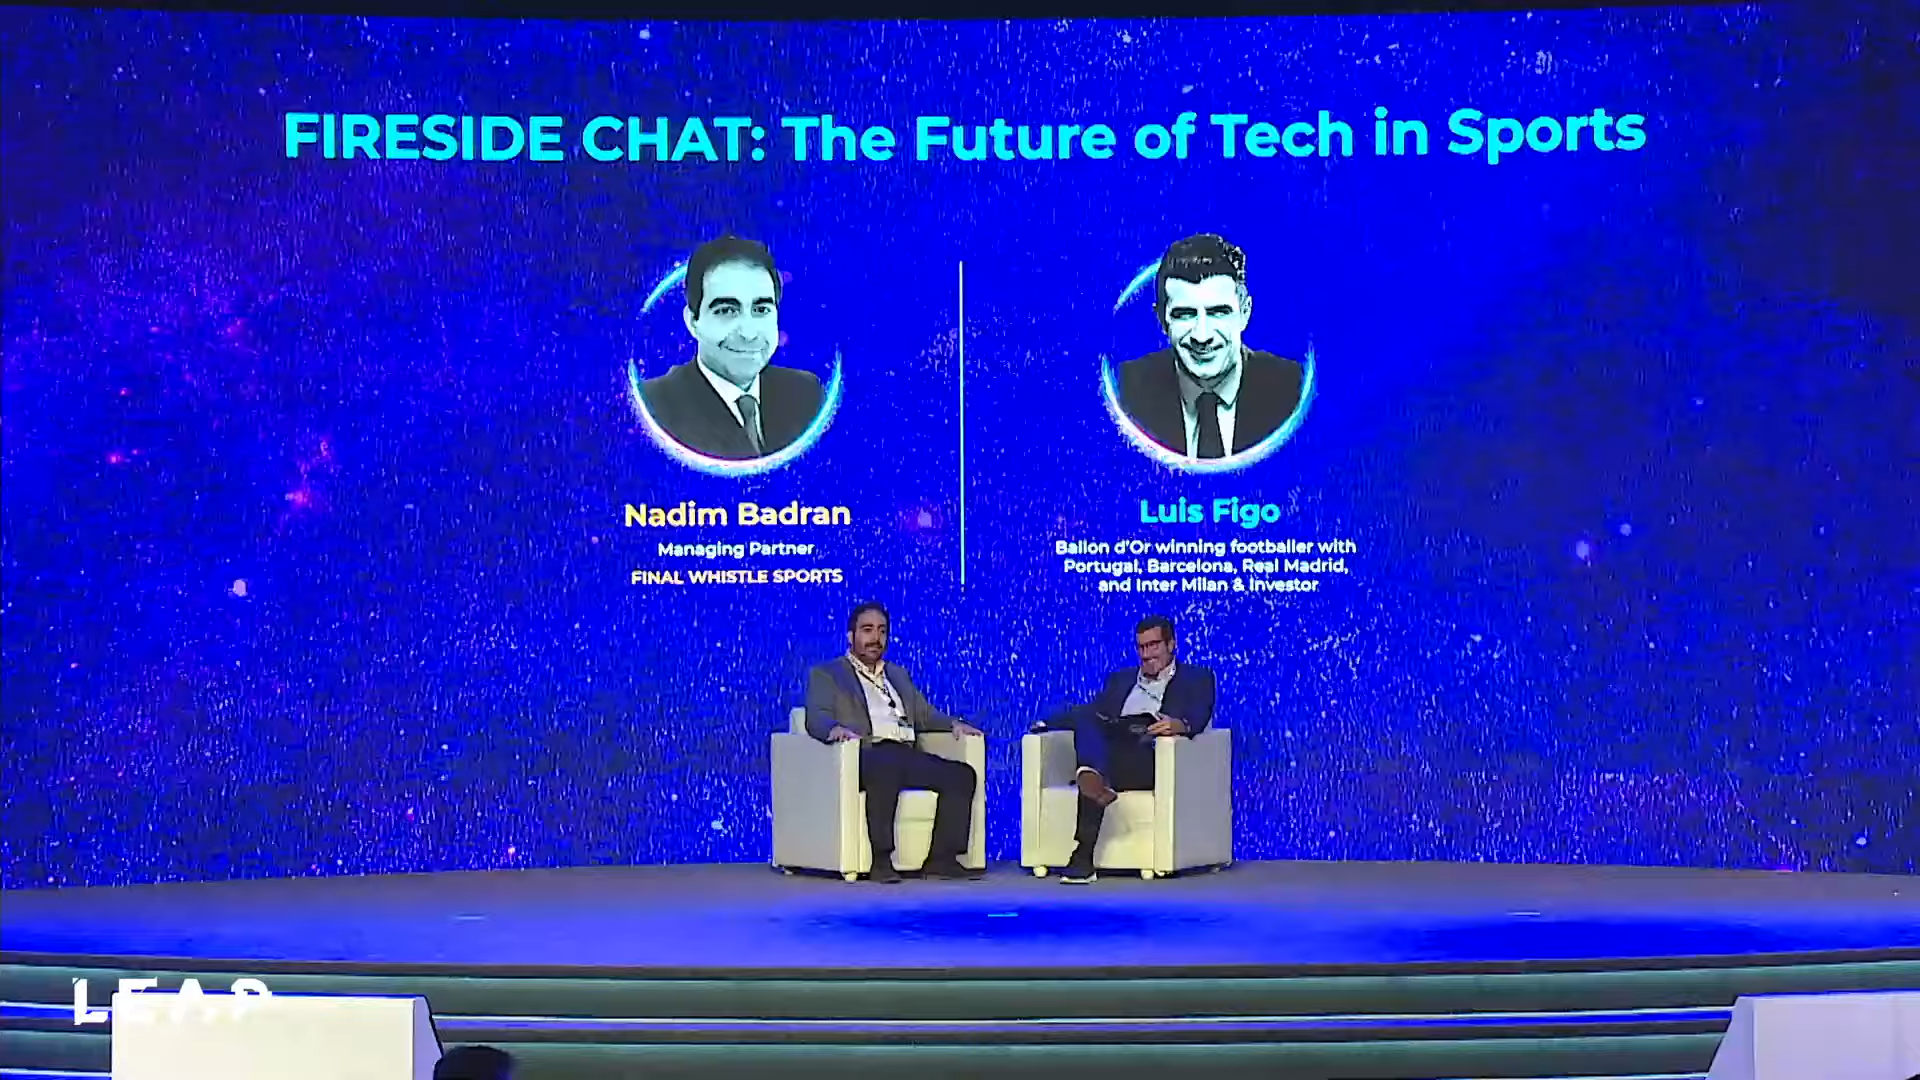 FIRESIDE CHAT: The Future of Tech in Sports
Nadim Badran
Managing Partner
FINAL WHISTLE SPORTS
Luis Figo
Ballon d'Or winning footballer with
Portugal, Barcelona, Real Madrid,
and Inter Milan & Investor
LEAP